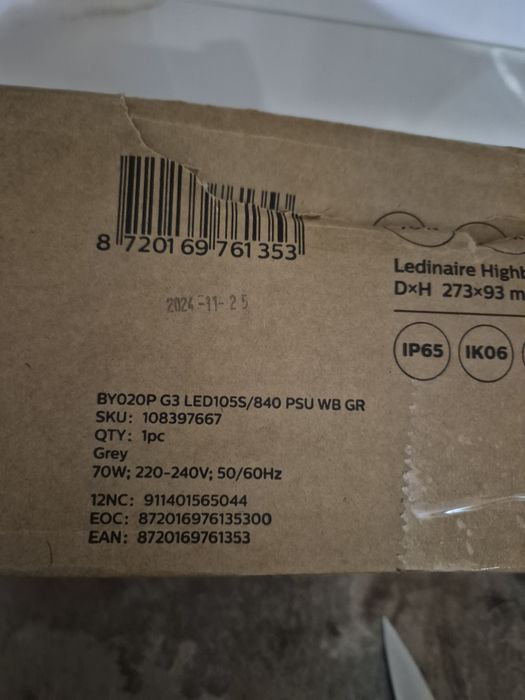 8 720169 761353
2024-11-25
Ledinaire Highb
D×H 273×93 m
IP65 IK06
BY020P G3 LED105S/840 PSU WB GR
SKU: 108397667
QTY: 1pc
Grey
70W; 220-240V; 50/60Hz
12NC: 911401565044
EOC: 872016976135300
EAN: 8720169761353